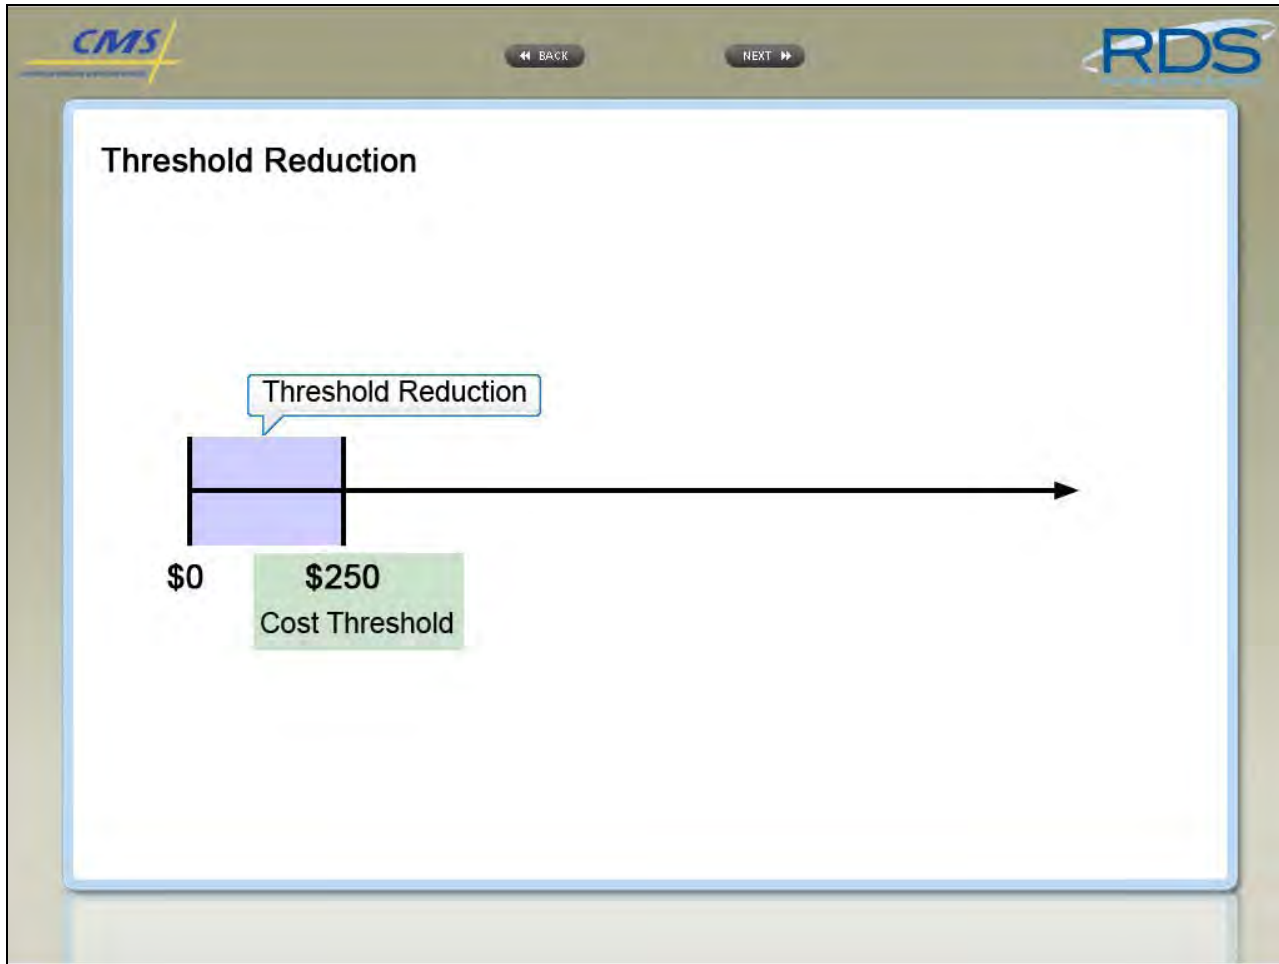 CMS
BACK
NEXT
RDS
Threshold Reduction
Threshold Reduction
$0
$250
Cost Threshold